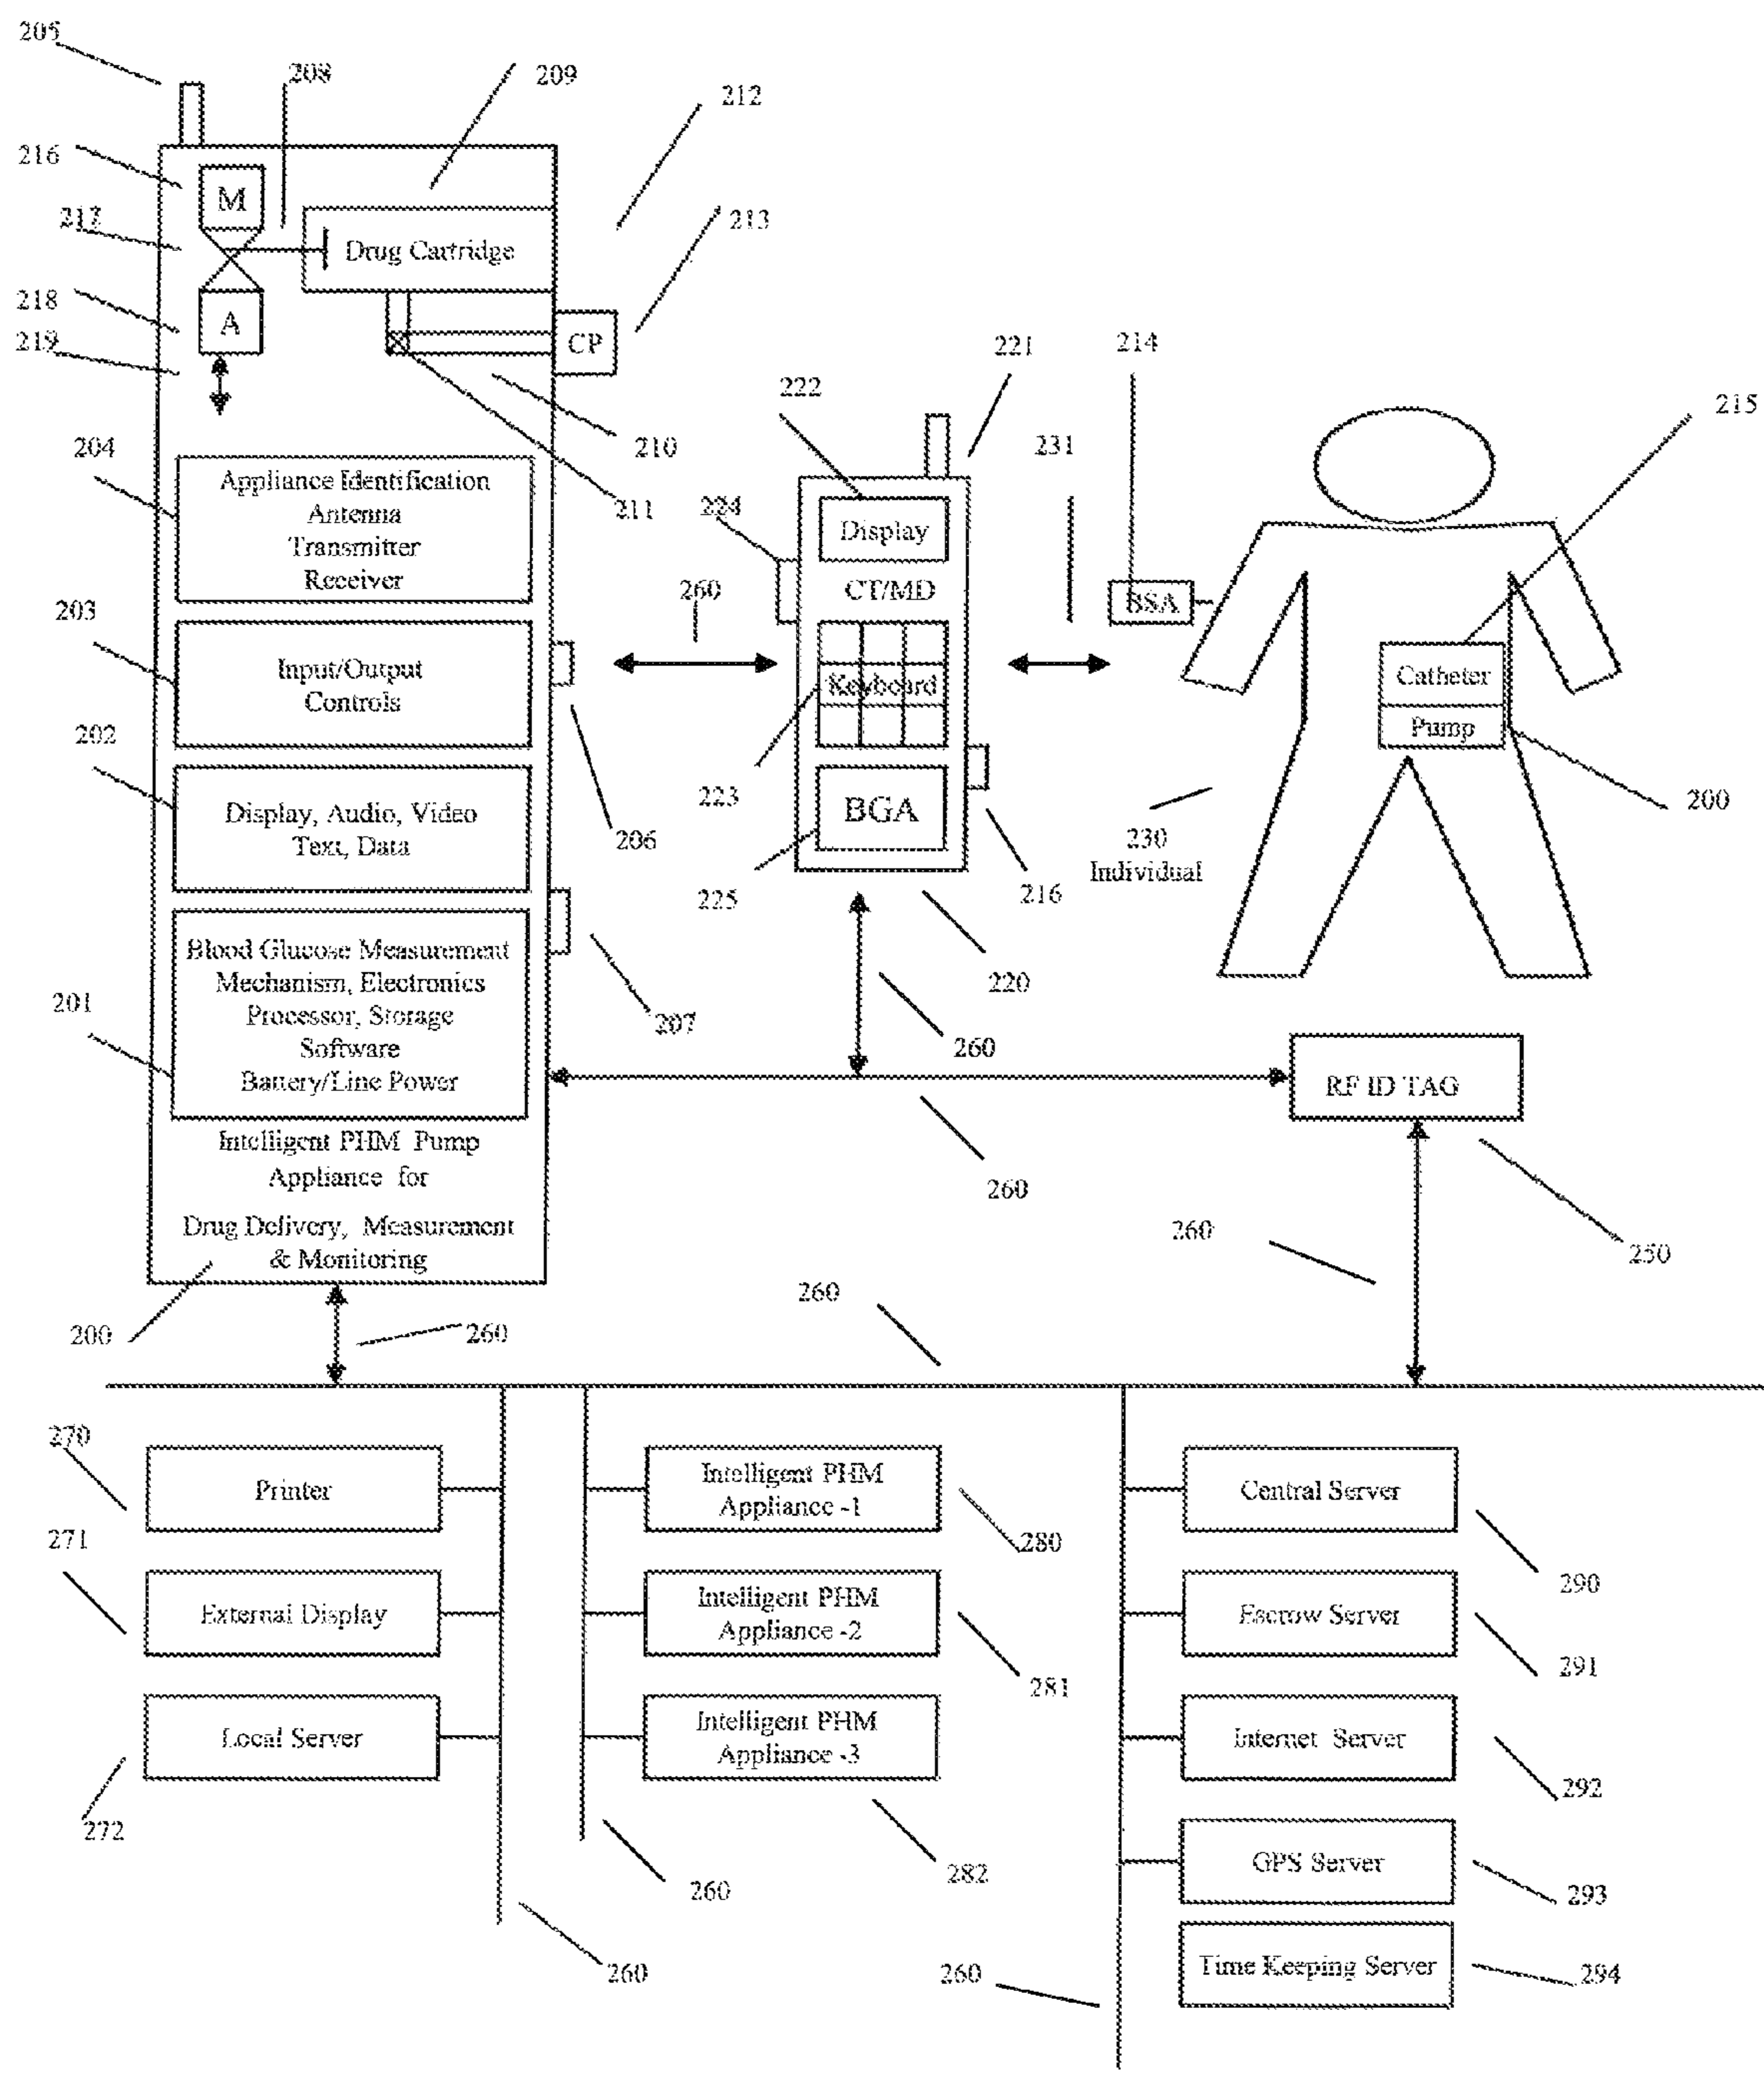 205
208
209
212
216
M
217
213
Drug Cartridge
218
A
219
CP
221
214
222
215
204
210
231
Appliance Identification
Antenna
Transmitter
Receiver
211
224
Display
CT/MD
260
BSA
203
Input/Output
Controls
Keyboard
Catheter
Pump
202
223
200
Display, Audio, Video
Text, Data
206
BGA
230
Individual
225
216
201
Blood Glucose Measurement
Mechanism, Electronics
Processor, Storage
Software
Battery/Line Power
207
220
260
RF ID TAG
Intelligent PHM Pump
Appliance for
Drug Delivery, Measurement
& Monitoring
260
260
250
200
260
260
270
Printer
Intelligent PHM
Appliance -1
Central Server
271
280
290
External Display
Intelligent PHM
Appliance -2
Escrow Server
281
291
Local Server
Intelligent PHM
Appliance -3
Internet Server
272
292
282
GPS Server
260
293
260
260
Time Keeping Server
294